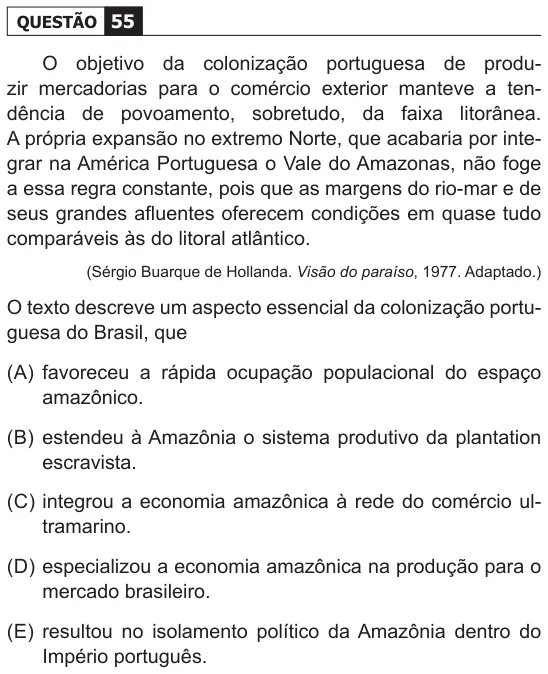 QUESTÃO 55
O objetivo da colonização portuguesa de produ-
zir mercadorias para o comércio exterior manteve a ten-
dência de povoamento, sobretudo, da faixa litorânea.
A própria expansão no extremo Norte, que acabaria por inte-
grar na América Portuguesa o Vale do Amazonas, não foge
a essa regra constante, pois que as margens do rio-mar e de
seus grandes afluentes oferecem condições em quase tudo
comparáveis às do litoral atlântico.
(Sérgio Buarque de Hollanda. Visão do paraíso, 1977. Adaptado.)
O texto descreve um aspecto essencial da colonização portu-
guesa do Brasil, que
(A) favoreceu a rápida ocupação populacional do espaço
amazônico.
(B) estendeu à Amazônia o sistema produtivo da plantation
escravista.
(C) integrou a economia amazônica à rede do comércio ul-
tramarino.
(D) especializou a economia amazônica na produção para o
mercado brasileiro.
(E) resultou no isolamento político da Amazônia dentro do
Império português.